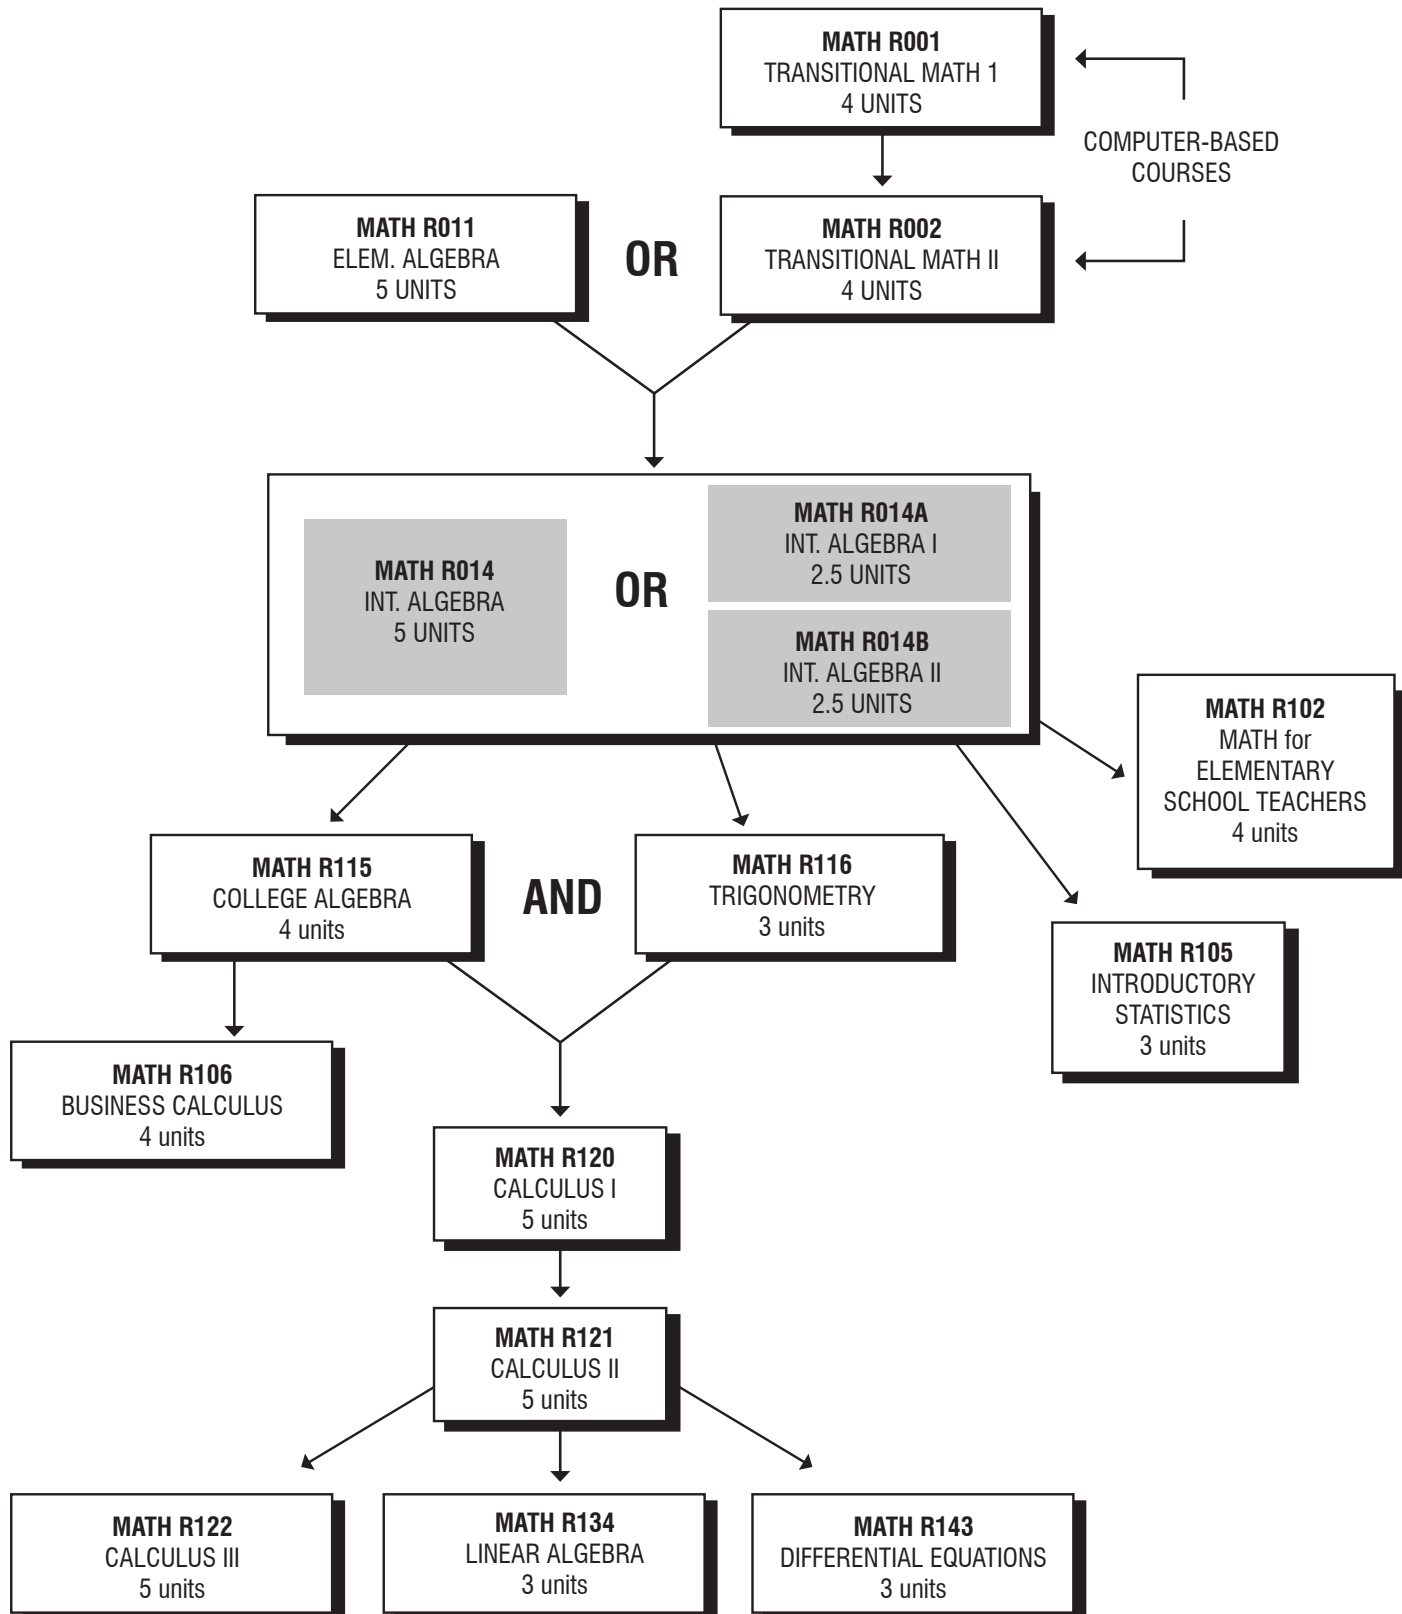 MATH R001
TRANSITIONAL MATH 1
4 UNITS
COMPUTER-BASED
COURSES
MATH R011
ELEM. ALGEBRA
5 UNITS
OR
MATH R002
TRANSITIONAL MATH II
4 UNITS
MATH R014
INT. ALGEBRA
5 UNITS
OR
MATH R014A
INT. ALGEBRA I
2.5 UNITS
MATH R014B
INT. ALGEBRA II
2.5 UNITS
MATH R102
MATH for
ELEMENTARY
SCHOOL TEACHERS
4 units
MATH R115
COLLEGE ALGEBRA
4 units
AND
MATH R116
TRIGONOMETRY
3 units
MATH R105
INTRODUCTORY
STATISTICS
3 units
MATH R106
BUSINESS CALCULUS
4 units
MATH R120
CALCULUS I
5 units
MATH R121
CALCULUS II
5 units
MATH R122
CALCULUS III
5 units
MATH R134
LINEAR ALGEBRA
3 units
MATH R143
DIFFERENTIAL EQUATIONS
3 units